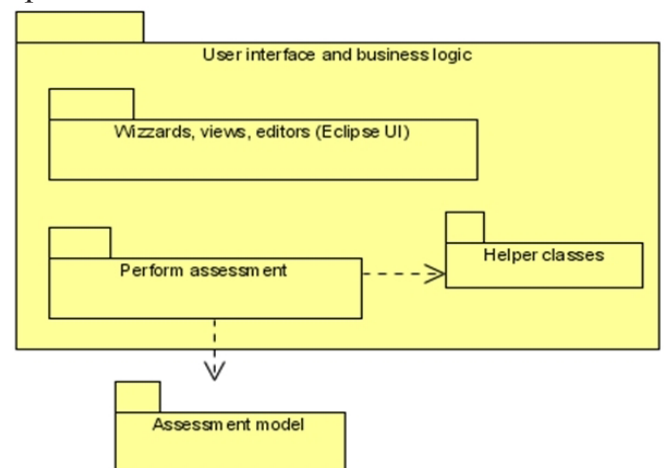 User interface and business logic
Wizzards, views, editors (Eclipse UI)
Helper classes
Perform assessment
Assessment model